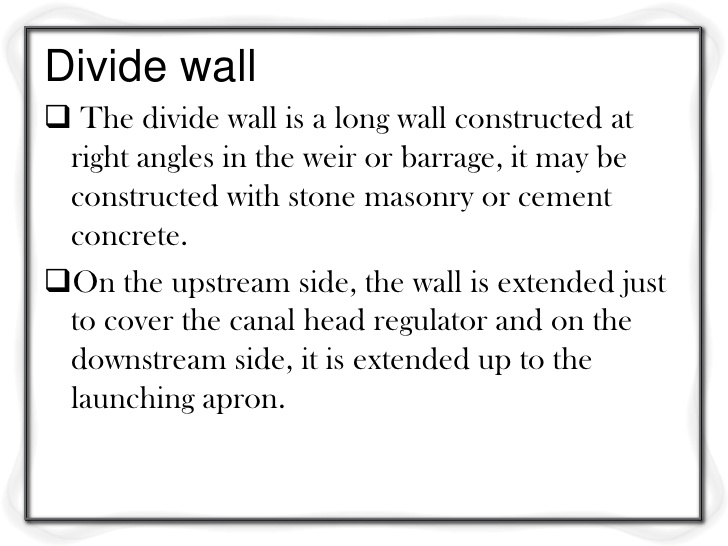 Divide wall
❑ The divide wall is a long wall constructed at
right angles in the weir or barrage, it may be
constructed with stone masonry or cement
concrete.
❑On the upstream side, the wall is extended just
to cover the canal head regulator and on the
downstream side, it is extended up to the
launching apron.